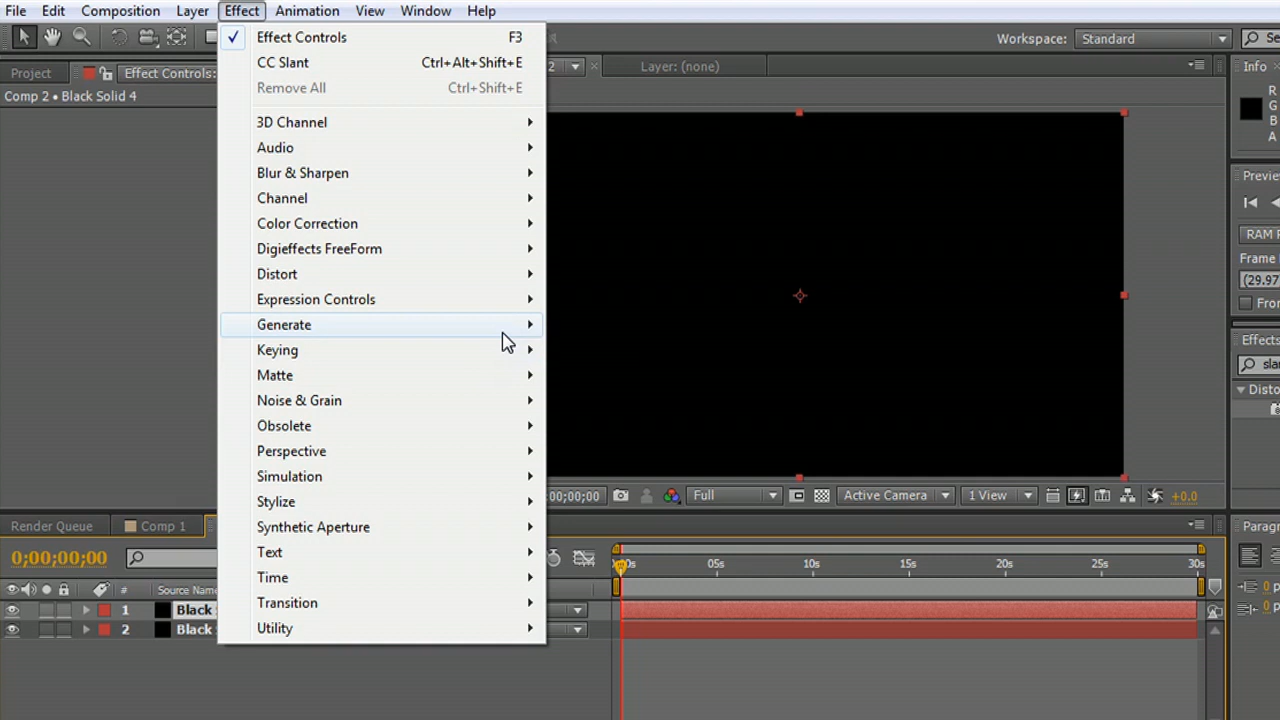 File Edit Composition Layer Effect Animation View Window Help
Workspace: Standard
Project Effect Controls: 2 Layer: (none) Info
Comp 2 • Black Solid 4
R
G
B
A
Effect Controls F3
CC Slant Ctrl+Alt+Shift+E
Remove All Ctrl+Shift+E
3D Channel
Audio
Blur & Sharpen
Channel
Color Correction
Digieffects FreeForm
Distort
Expression Controls
Generate
Keying
Matte
Noise & Grain
Obsolete
Perspective
Simulation
Stylize
Synthetic Aperture
Text
Time
Transition
Utility
RAM
Frame
(29.97
Effects
;00;00;00 Full Active Camera 1 View +0.0
Render Queue Comp 1
0;00;00;00
05s 10s 15s 20s 25s 30s
# Source Name
1 Black
2 Black
0 p
0 p